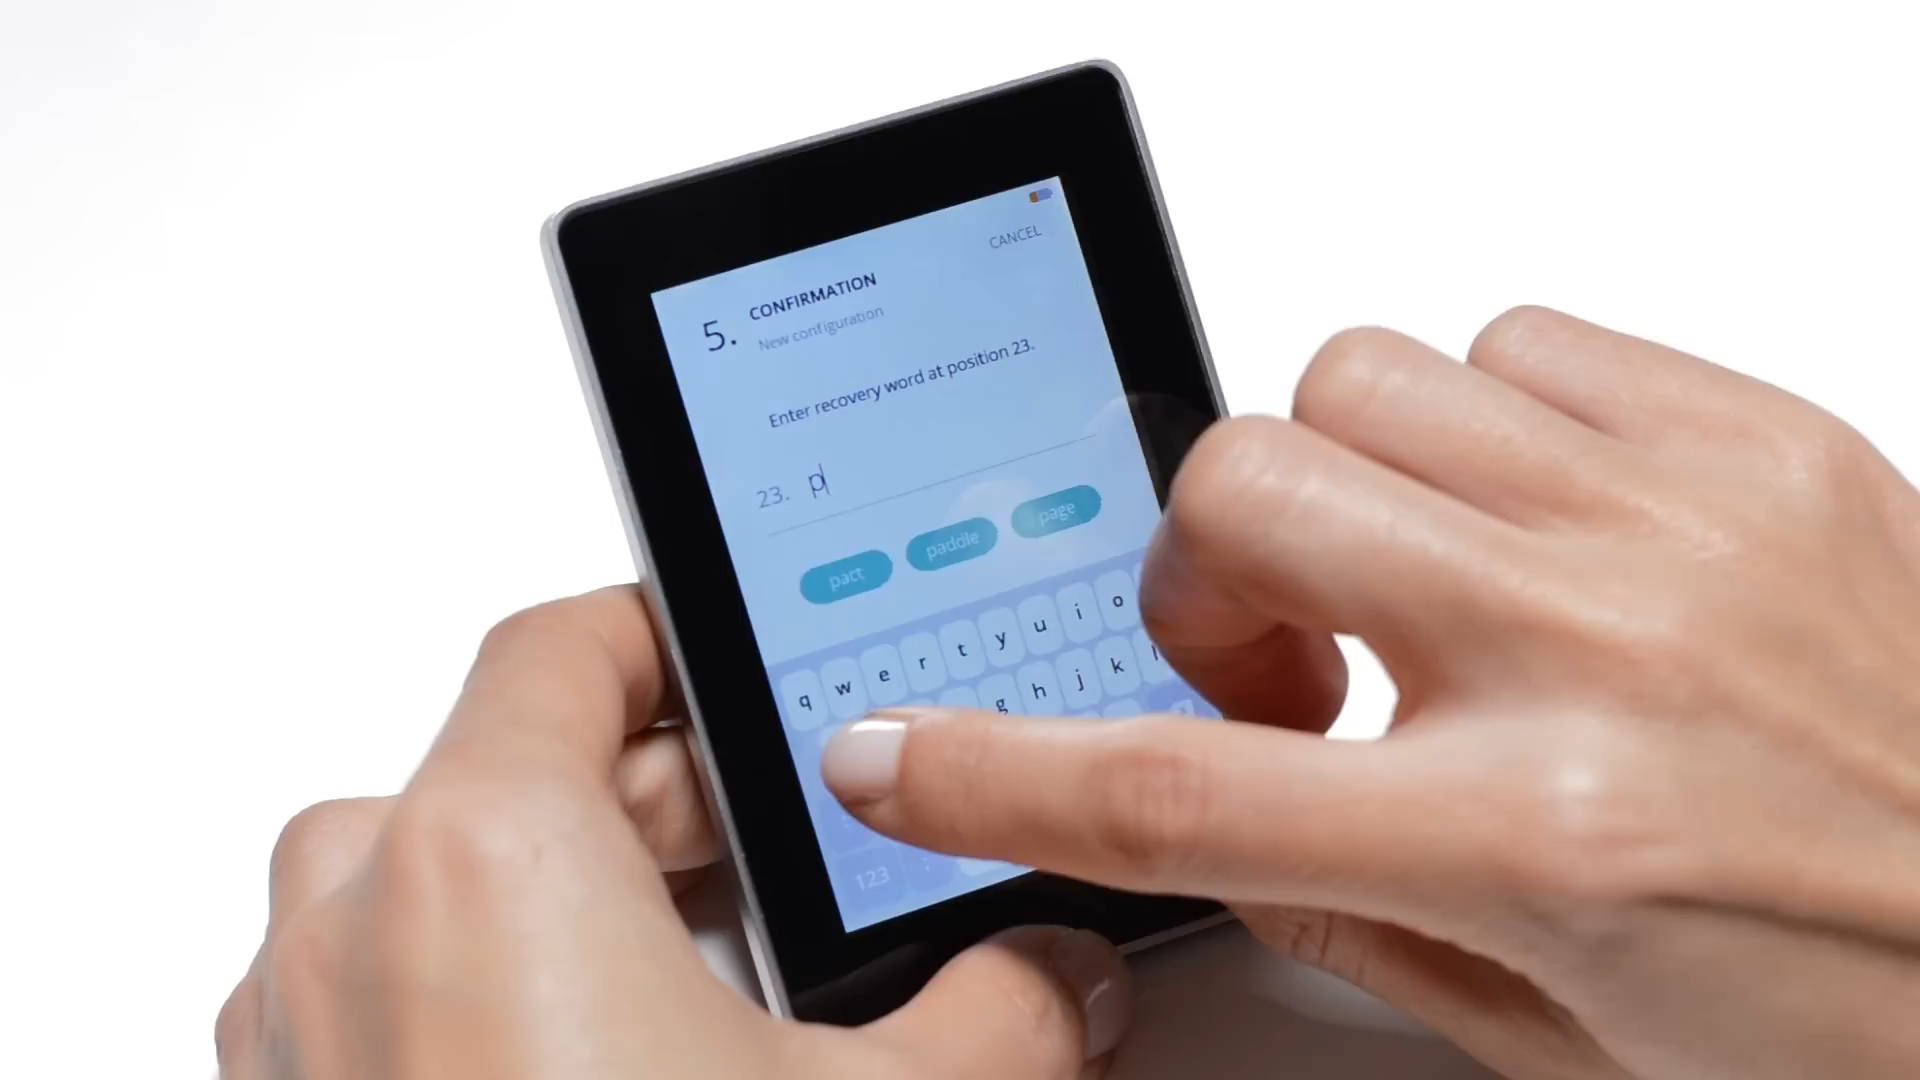 CANCEL
5. CONFIRMATION
New configuration
Enter recovery word at position 23.
23. p
pact paddle page
q w e r t y u i o
g h j k l
123